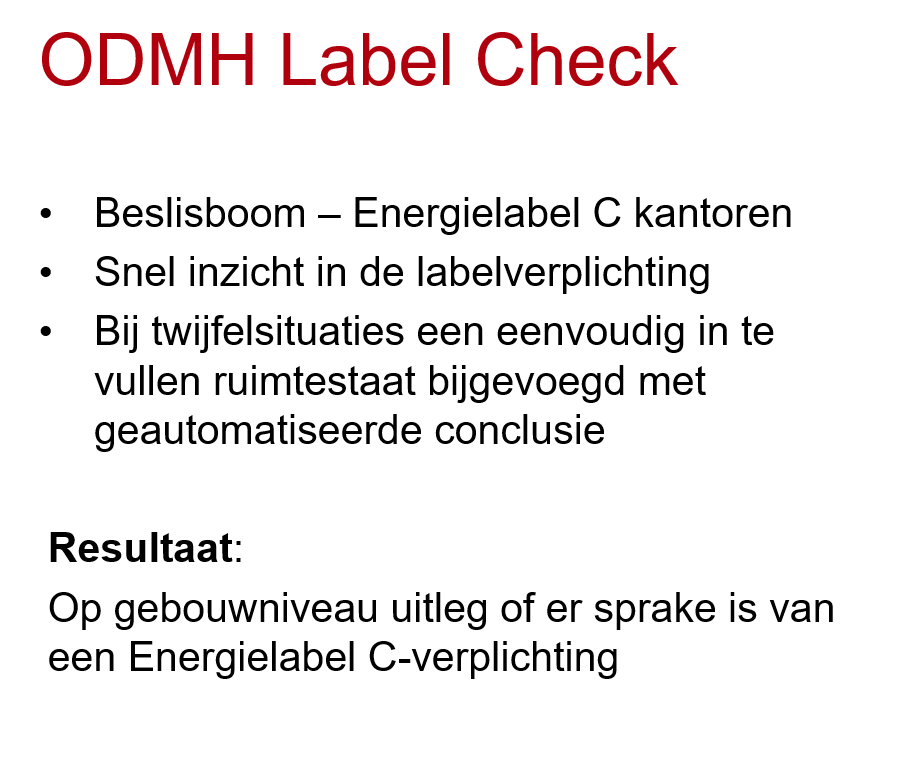 ODMH Label Check
• Beslisboom – Energielabel C kantoren
• Snel inzicht in de labelverplichting
• Bij twijfelsituaties een eenvoudig in te
vullen ruimtestaat bijgevoegd met
geautomatiseerde conclusie
Resultaat:
Op gebouwniveau uitleg of er sprake is van
een Energielabel C-verplichting